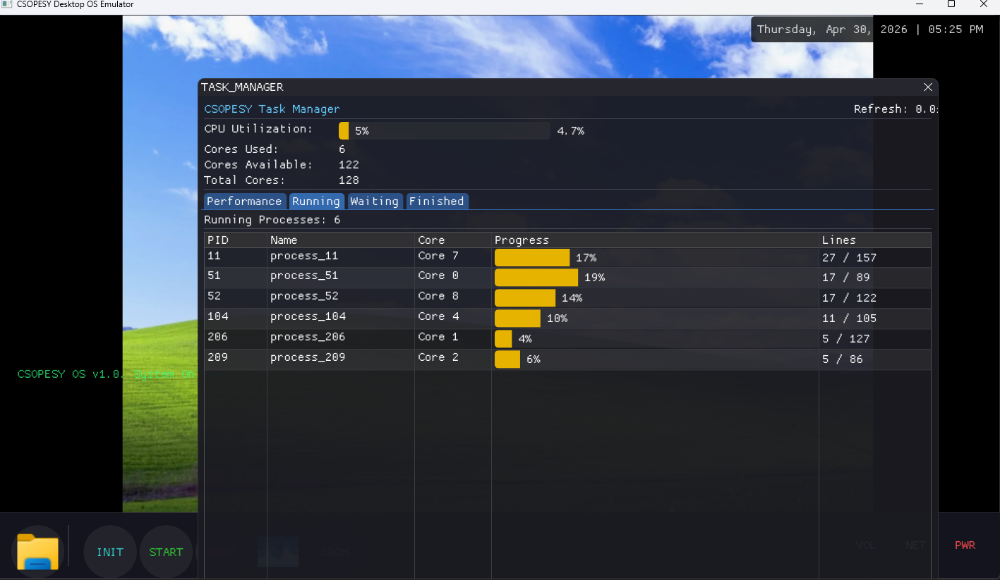 CSOPESY Desktop OS Emulator
Thursday, Apr 30, 2026 | 05:25 PM
TASK_MANAGER
CSOPESY Task Manager Refresh: 0.0
CPU Utilization: 5% 4.7%
Cores Used: 6
Cores Available: 122
Total Cores: 128
Performance Running Waiting Finished
Running Processes: 6
PID Name Core Progress Lines
11 process_11 Core 7 17% 27 / 157
51 process_51 Core 0 19% 17 / 89
52 process_52 Core 8 14% 17 / 122
104 process_104 Core 4 10% 11 / 105
206 process_206 Core 1 4% 5 / 127
209 process_209 Core 2 6% 5 / 86
CSOPESY OS v1.0. System On
INIT START SRCH VOL NET PWR